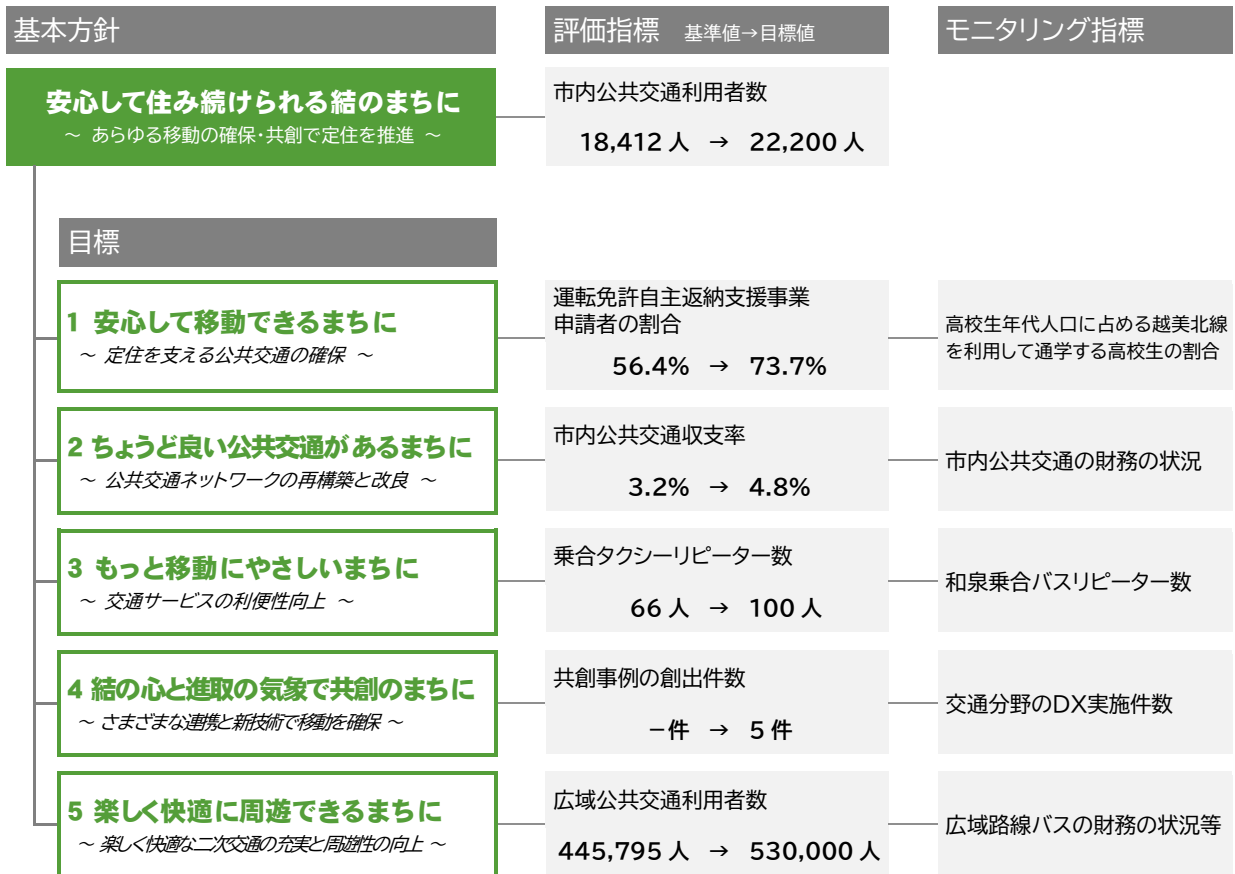 基本方針
評価指標 基準値→目標値
モニタリング指標
安心して住み続けられる結のまちに
～ あらゆる移動の確保・共創で定住を推進 ～
市内公共交通利用者数
18,412 人 → 22,200 人
目標
1 安心して移動できるまちに
～ 定住を支える公共交通の確保 ～
運転免許自主返納支援事業
申請者の割合
56.4% → 73.7%
高校生年代人口に占める越美北線
を利用して通学する高校生の割合
2 ちょうど良い公共交通があるまちに
～ 公共交通ネットワークの再構築と改良 ～
市内公共交通収支率
3.2% → 4.8%
市内公共交通の財務の状況
3 もっと移動にやさしいまちに
～ 交通サービスの利便性向上 ～
乗合タクシーリピーター数
66 人 → 100 人
和泉乗合バスリピーター数
4 結の心と進取の気象で共創のまちに
～ さまざまな連携と新技術で移動を確保 ～
共創事例の創出件数
－件 → 5 件
交通分野のDX実施件数
5 楽しく快適に周遊できるまちに
～ 楽しく快適な二次交通の充実と周遊性の向上 ～
広域公共交通利用者数
445,795 人 → 530,000 人
広域路線バスの財務の状況等